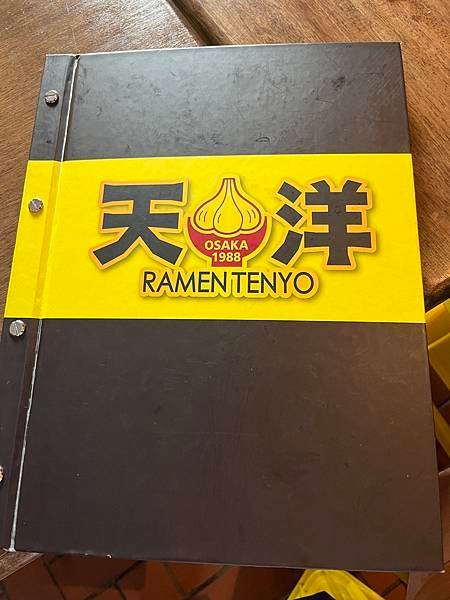 天洋
OSAKA
1988
RAMEN TENYO